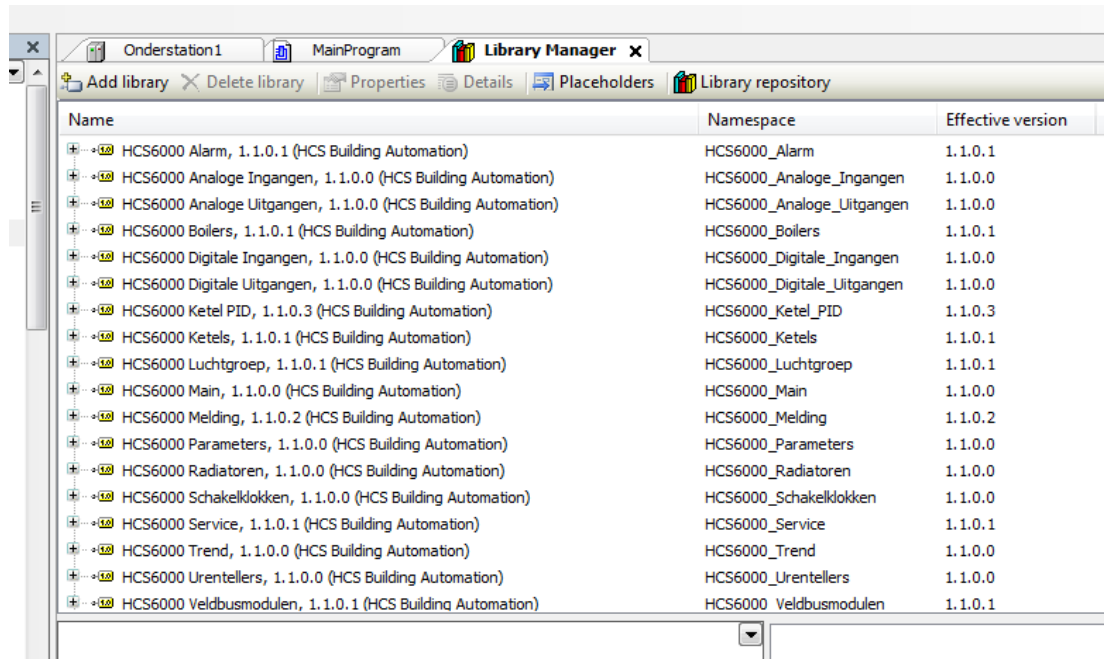 Onderstation1 MainProgram Library Manager x
Add library Delete library Properties Details Placeholders Library repository
Name Namespace Effective version
HCS6000 Alarm, 1.1.0.1 (HCS Building Automation) HCS6000_Alarm 1.1.0.1
HCS6000 Analoge Ingangen, 1.1.0.0 (HCS Building Automation) HCS6000_Analoge_Ingangen 1.1.0.0
HCS6000 Analoge Uitgangen, 1.1.0.0 (HCS Building Automation) HCS6000_Analoge_Uitgangen 1.1.0.0
HCS6000 Boilers, 1.1.0.1 (HCS Building Automation) HCS6000_Boilers 1.1.0.1
HCS6000 Digitale Ingangen, 1.1.0.0 (HCS Building Automation) HCS6000_Digitale_Ingangen 1.1.0.0
HCS6000 Digitale Uitgangen, 1.1.0.0 (HCS Building Automation) HCS6000_Digitale_Uitgangen 1.1.0.0
HCS6000 Ketel PID, 1.1.0.3 (HCS Building Automation) HCS6000_Ketel_PID 1.1.0.3
HCS6000 Ketels, 1.1.0.1 (HCS Building Automation) HCS6000_Ketels 1.1.0.1
HCS6000 Luchtgroep, 1.1.0.1 (HCS Building Automation) HCS6000_Luchtgroep 1.1.0.1
HCS6000 Main, 1.1.0.0 (HCS Building Automation) HCS6000_Main 1.1.0.0
HCS6000 Melding, 1.1.0.2 (HCS Building Automation) HCS6000_Melding 1.1.0.2
HCS6000 Parameters, 1.1.0.0 (HCS Building Automation) HCS6000_Parameters 1.1.0.0
HCS6000 Radiatoren, 1.1.0.0 (HCS Building Automation) HCS6000_Radiatoren 1.1.0.0
HCS6000 Schakelklokken, 1.1.0.0 (HCS Building Automation) HCS6000_Schakelklokken 1.1.0.0
HCS6000 Service, 1.1.0.1 (HCS Building Automation) HCS6000_Service 1.1.0.1
HCS6000 Trend, 1.1.0.0 (HCS Building Automation) HCS6000_Trend 1.1.0.0
HCS6000 Urentellers, 1.1.0.0 (HCS Building Automation) HCS6000_Urentellers 1.1.0.0
HCS6000 Veldbusmodulen, 1.1.0.1 (HCS Building Automation) HCS6000_Veldbusmodulen 1.1.0.1